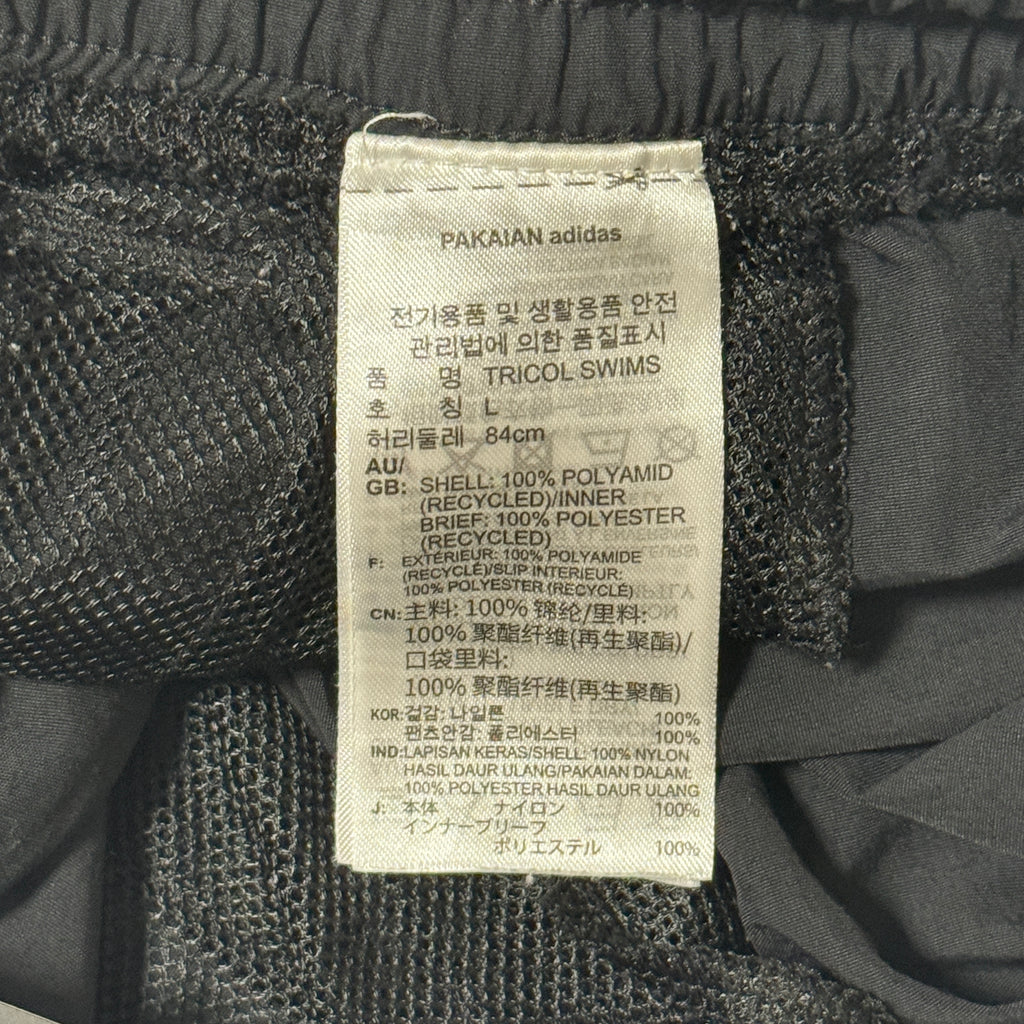 PAKAIAN adidas
전기용품 및 생활용품 안전
관리법에 의한 품질표시
품 명 TRICOL SWIMS
호 칭 L
허리둘레 84cm
AU/
GB: SHELL: 100% POLYAMID
(RECYCLED)/INNER
BRIEF: 100% POLYESTER
(RECYCLED)
F: EXTERIEUR: 100% POLYAMIDE
(RECYCLÉ)/SLIP INTERIEUR:
100% POLYESTER (RECYCLÉ)
CN: 主料: 100% 锦纶/里料:
100% 聚酯纤维(再生聚酯)/
口袋里料:
100% 聚酯纤维(再生聚酯)
KOR: 겉감: 나일론 100%
팬츠안감: 폴리에스터 100%
IND: LAPISAN KERAS/SHELL: 100% NYLON
HASIL DAUR ULANG/PAKAIAN DALAM:
100% POLYESTER HASIL DAUR ULANG
J: 本体 ナイロン 100%
インナーブリーフ
ポリエステル 100%